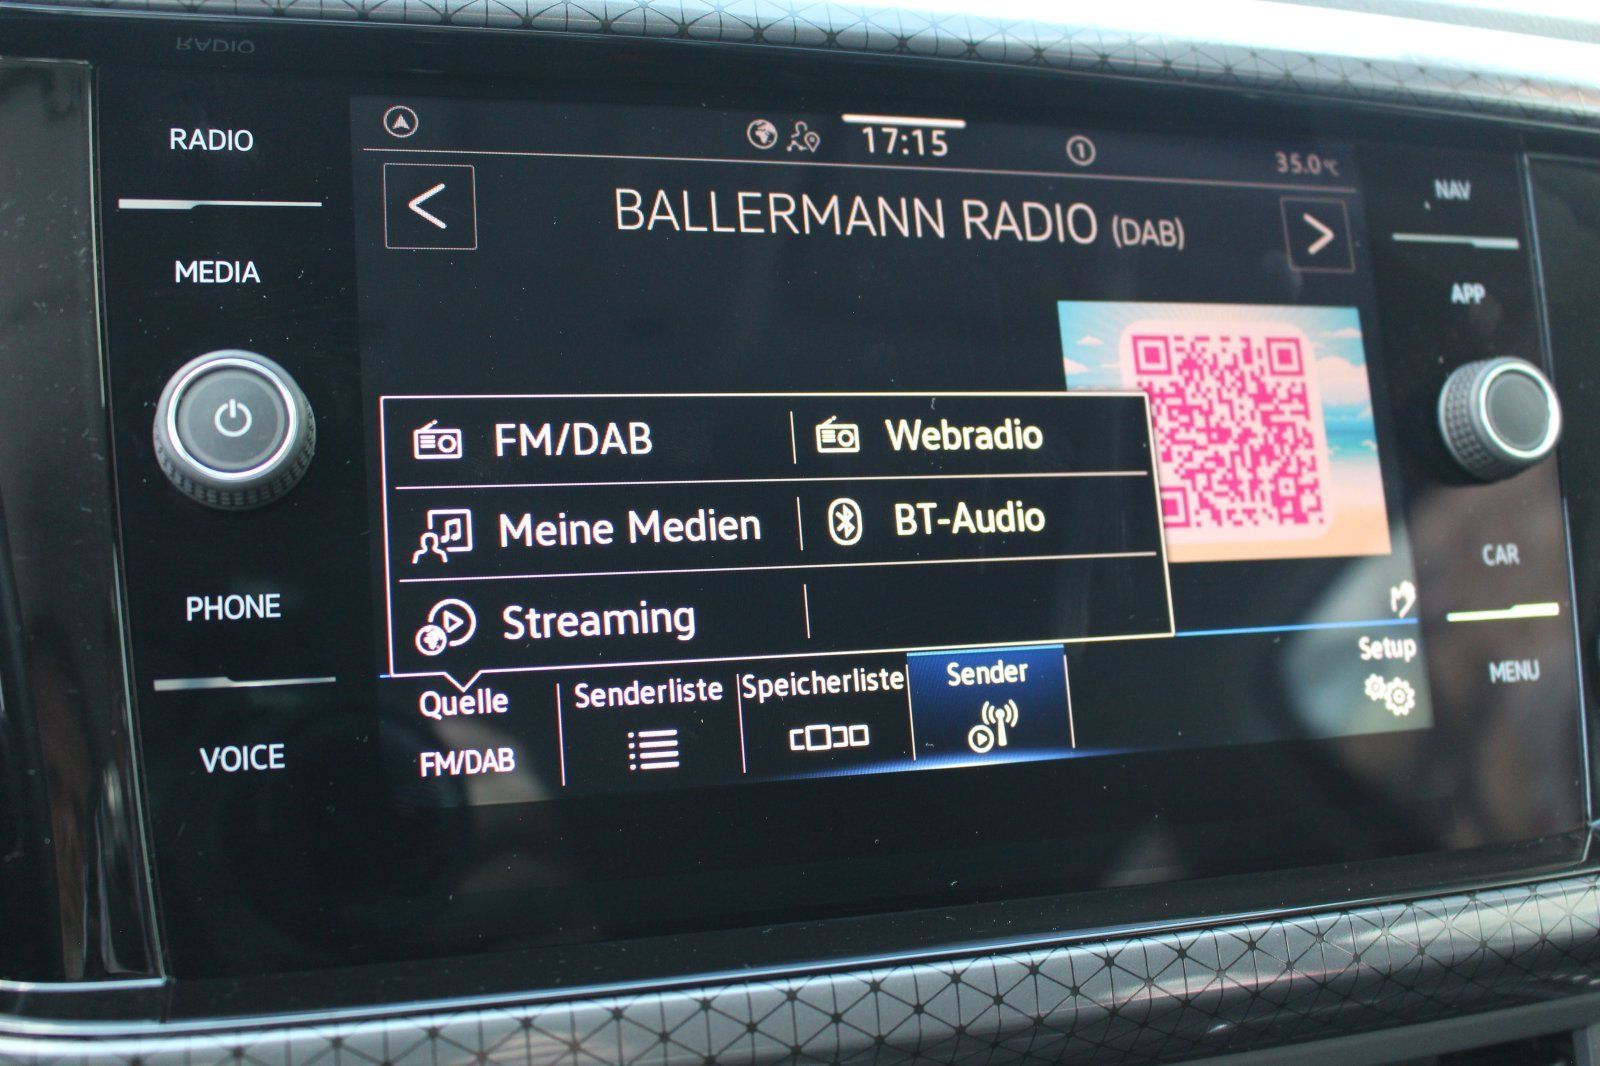 RADIO
MEDIA
PHONE
VOICE
17:15
1
35.0°C
BALLERMANN RADIO (DAB)
FM/DAB
Webradio
Meine Medien
BT-Audio
Streaming
Quelle
FM/DAB
Senderliste
Speicherliste
Sender
Setup
NAV
APP
CAR
MENU